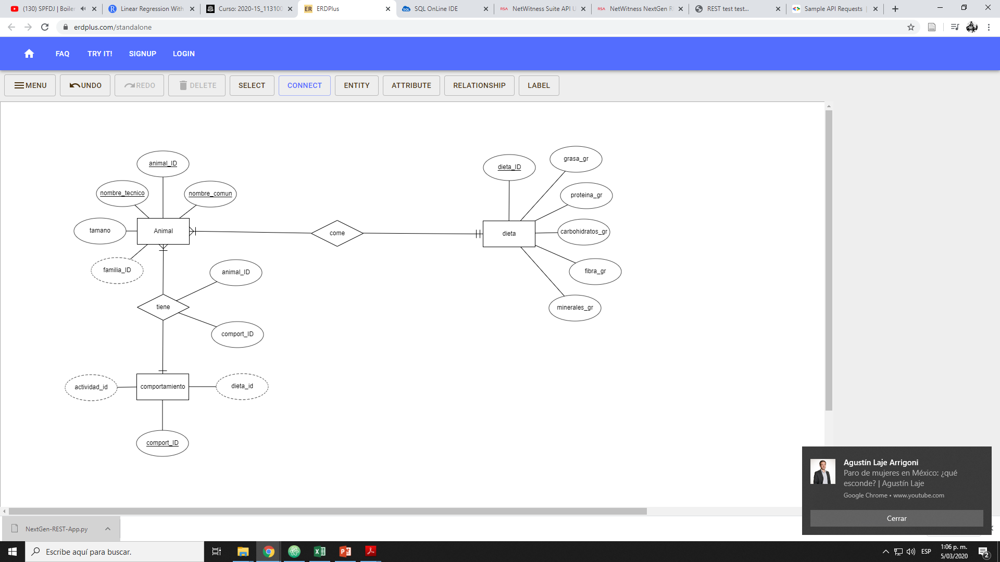 (130) SPFDJ | Boiler
Linear Regression With
Curso: 2020-1S_113100
ERDPlus
SQL OnLine IDE
NetWitness Suite API U
NetWitness NextGen R
REST test test...
Sample API Requests
erdplus.com/standalone
FAQ
TRY IT!
SIGNUP
LOGIN
MENU
UNDO
REDO
DELETE
SELECT
CONNECT
ENTITY
ATTRIBUTE
RELATIONSHIP
LABEL
animal_ID
nombre_tecnico
nombre_comun
tamano
Animal
familia_ID
come
dieta_ID
grasa_gr
proteina_gr
carbohidratos_gr
dieta
fibra_gr
minerales_gr
animal_ID
tiene
comport_ID
actividad_id
comportamiento
dieta_id
comport_ID
Agustín Laje Arrigoni
Paro de mujeres en México: ¿qué
esconde? | Agustín Laje
Google Chrome • www.youtube.com
Cerrar
NextGen-REST-App.py
Escribe aquí para buscar.
ESP
1:06 p. m.
5/03/2020
2